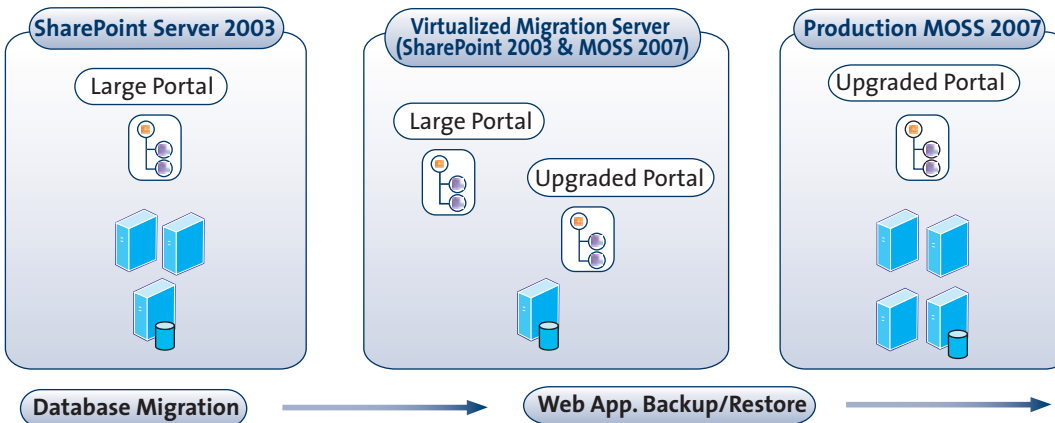 SharePoint Server 2003
Large Portal
Virtualized Migration Server
(SharePoint 2003 & MOSS 2007)
Large Portal
Upgraded Portal
Production MOSS 2007
Upgraded Portal
Database Migration
Web App. Backup/Restore